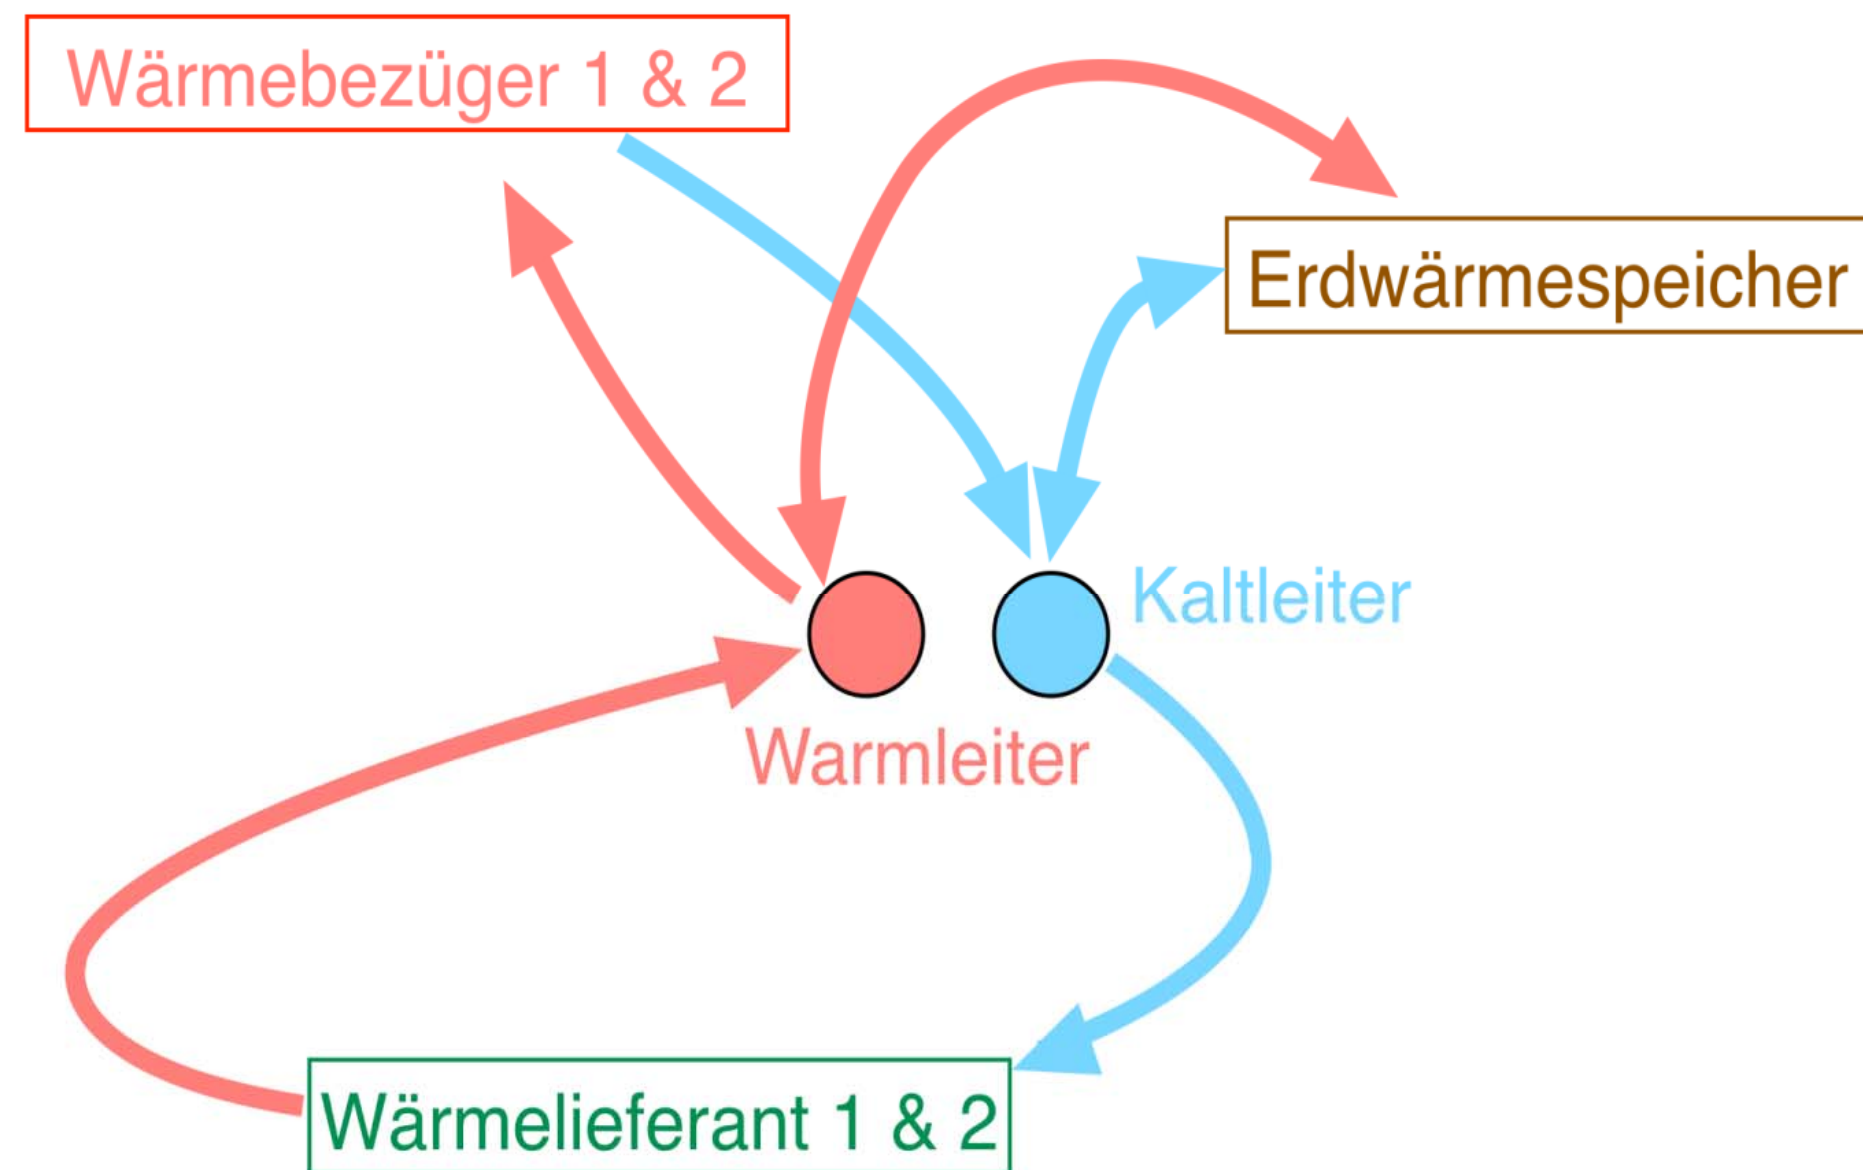 Wärmebezüger 1 & 2
Erdwärmespeicher
Kaltleiter
Warmleiter
Wärmelieferant 1 & 2